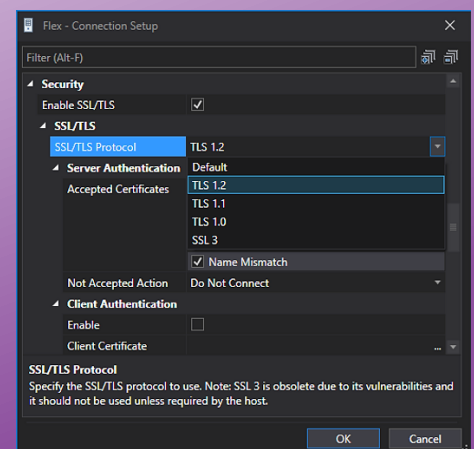 Flex - Connection Setup
Filter (Alt-F)
Security
Enable SSL/TLS
SSL/TLS
SSL/TLS Protocol TLS 1.2
Server Authentication Default
Accepted Certificates TLS 1.2
TLS 1.1
TLS 1.0
SSL 3
Name Mismatch
Not Accepted Action Do Not Connect
Client Authentication
Enable
Client Certificate ...
SSL/TLS Protocol
Specify the SSL/TLS protocol to use. Note: SSL 3 is obsolete due to its vulnerabilities and
it should not be used unless required by the host.
OK Cancel